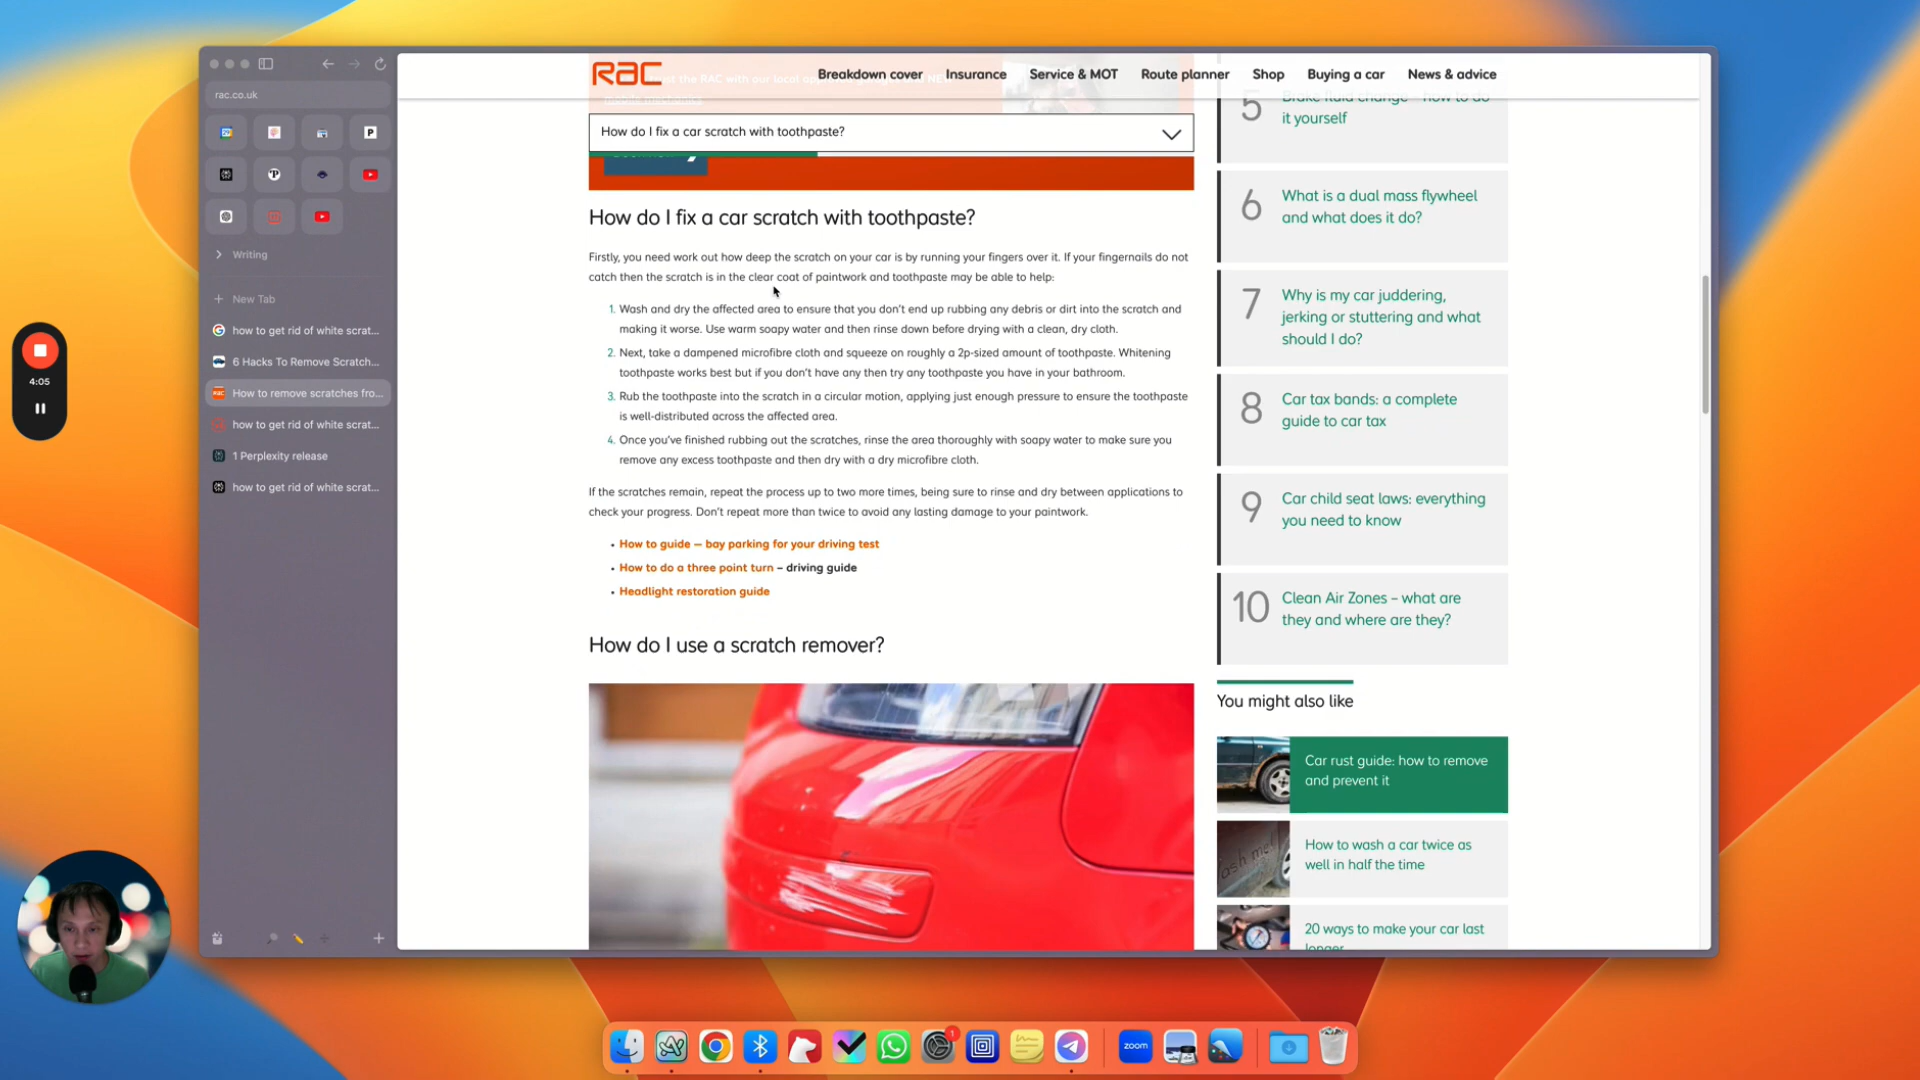 rac.co.uk
Writing
New Tab
how to get rid of white scrat...
6 Hacks To Remove Scratch...
How to remove scratches fro...
how to get rid of white scrat...
1 Perplexity release
how to get rid of white scrat...
4:05
RAC
Breakdown cover
Insurance
Service & MOT
Route planner
Shop
Buying a car
News & advice
How do I fix a car scratch with toothpaste?
How do I fix a car scratch with toothpaste?
Firstly, you need work out how deep the scratch on your car is by running your fingers over it. If your fingernails do not
catch then the scratch is in the clear coat of paintwork and toothpaste may be able to help:
1. Wash and dry the affected area to ensure that you don't end up rubbing any debris or dirt into the scratch and
making it worse. Use warm soapy water and then rinse down before drying with a clean, dry cloth.
2. Next, take a dampened microfibre cloth and squeeze on roughly a 2p-sized amount of toothpaste. Whitening
toothpaste works best but if you don't have any then try any toothpaste you have in your bathroom.
3. Rub the toothpaste into the scratch in a circular motion, applying just enough pressure to ensure the toothpaste
is well-distributed across the affected area.
4. Once you've finished rubbing out the scratches, rinse the area thoroughly with soapy water to make sure you
remove any excess toothpaste and then dry with a dry microfibre cloth.
If the scratches remain, repeat the process up to two more times, being sure to rinse and dry between applications to
check your progress. Don't repeat more than twice to avoid any lasting damage to your paintwork.
• How to guide – bay parking for your driving test
• How to do a three point turn – driving guide
• Headlight restoration guide
How do I use a scratch remover?
5
Brake fluid change – how to do
it yourself
6
What is a dual mass flywheel
and what does it do?
7
Why is my car juddering,
jerking or stuttering and what
should I do?
8
Car tax bands: a complete
guide to car tax
9
Car child seat laws: everything
you need to know
10
Clean Air Zones – what are
they and where are they?
You might also like
Car rust guide: how to remove
and prevent it
How to wash a car twice as
well in half the time
20 ways to make your car last
longer
zoom
1